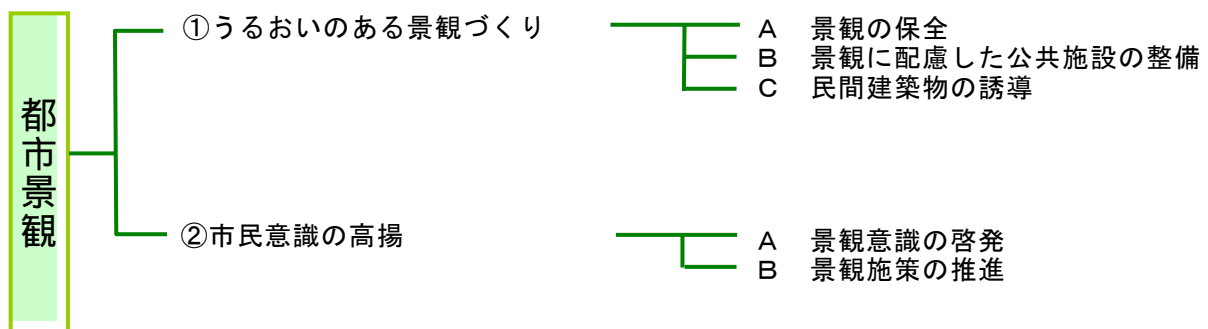 都市景観
①うるおいのある景観づくり
A　景観の保全
B　景観に配慮した公共施設の整備
C　民間建築物の誘導
②市民意識の高揚
A　景観意識の啓発
B　景観施策の推進